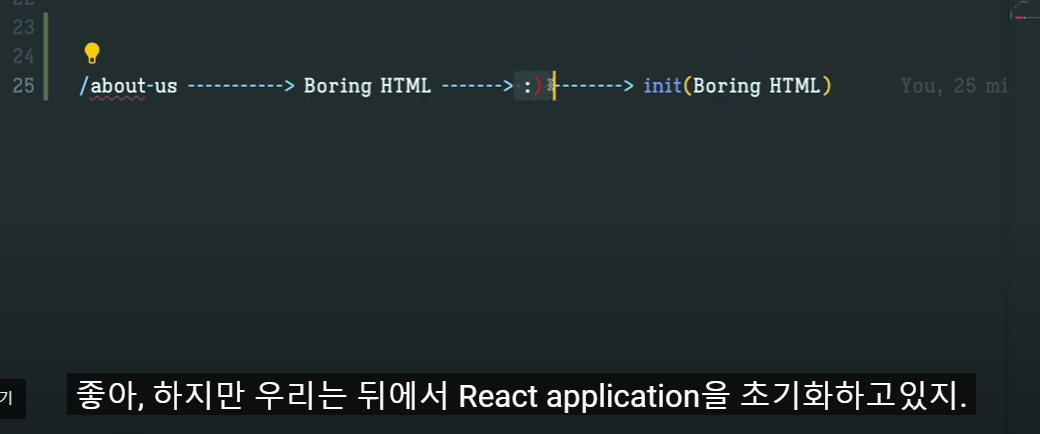 23
24
25 /about-us ----------> Boring HTML -------> :) --------> init(Boring HTML) You, 25 mi
기
좋아, 하지만 우리는 뒤에서 React application을 초기화하고있지.